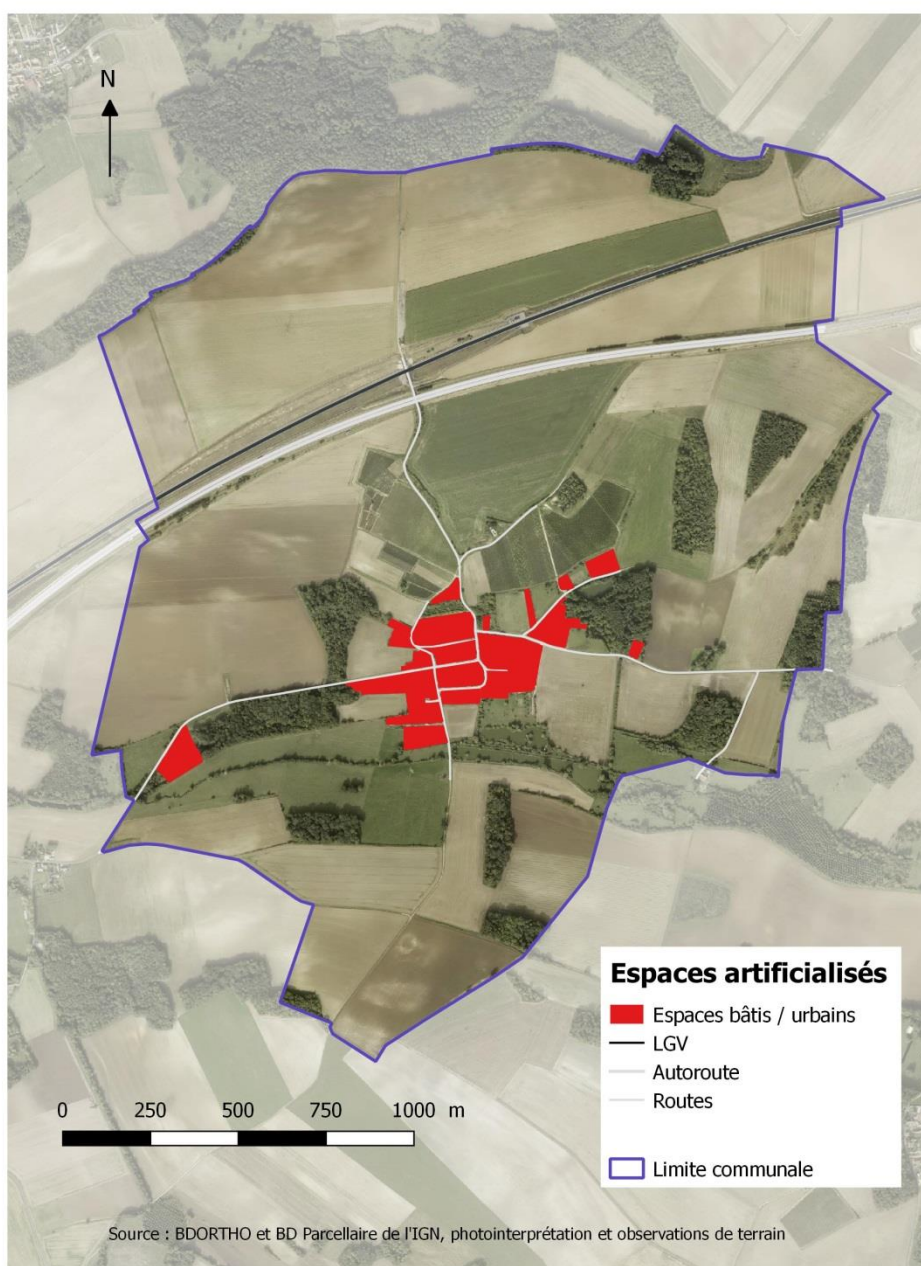 N
Espaces artificialisés
Espaces bâtis / urbains
LGV
Autoroute
Routes
Limite communale
0 250 500 750 1000 m
Source : BDORTHO et BD Parcellaire de l'IGN, photointerprétation et observations de terrain